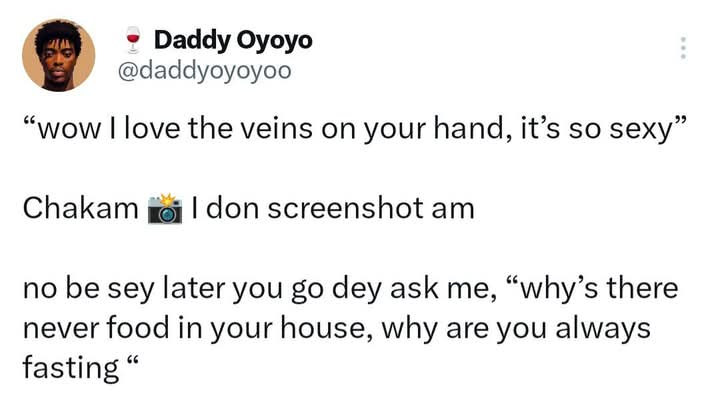 🍷 Daddy Oyoyo
@daddyoyoyoo
“wow I love the veins on your hand, it’s so sexy”
Chakam 📸 I don screenshot am
no be sey later you go dey ask me, “why’s there
never food in your house, why are you always
fasting “